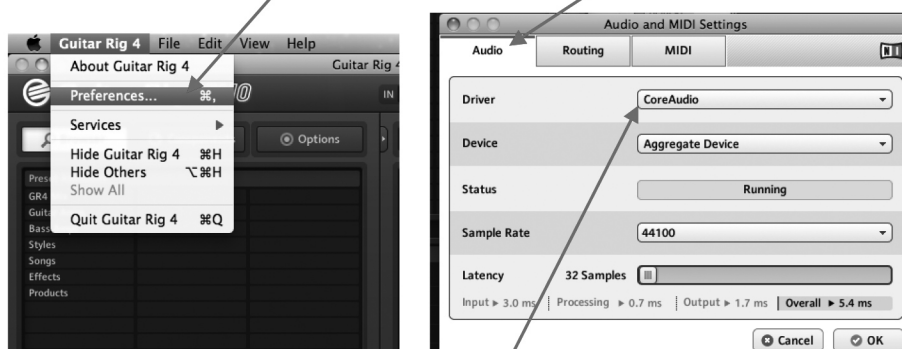 Guitar Rig 4 File Edit View Help
About Guitar Rig 4
Guitar Rig 4
Preferences... ⌘,
IN
Services ▶
Options
Hide Guitar Rig 4 ⌘H
Hide Others ⌥⌘H
Show All
Quit Guitar Rig 4 ⌘Q
GR4
Styles
Songs
Effects
Products
Audio and MIDI Settings
Audio Routing MIDI
NI
Driver CoreAudio
Device Aggregate Device
Status Running
Sample Rate 44100
Latency 32 Samples
Input ▶ 3.0 ms Processing ▶ 0.7 ms Output ▶ 1.7 ms Overall ▶ 5.4 ms
Cancel OK